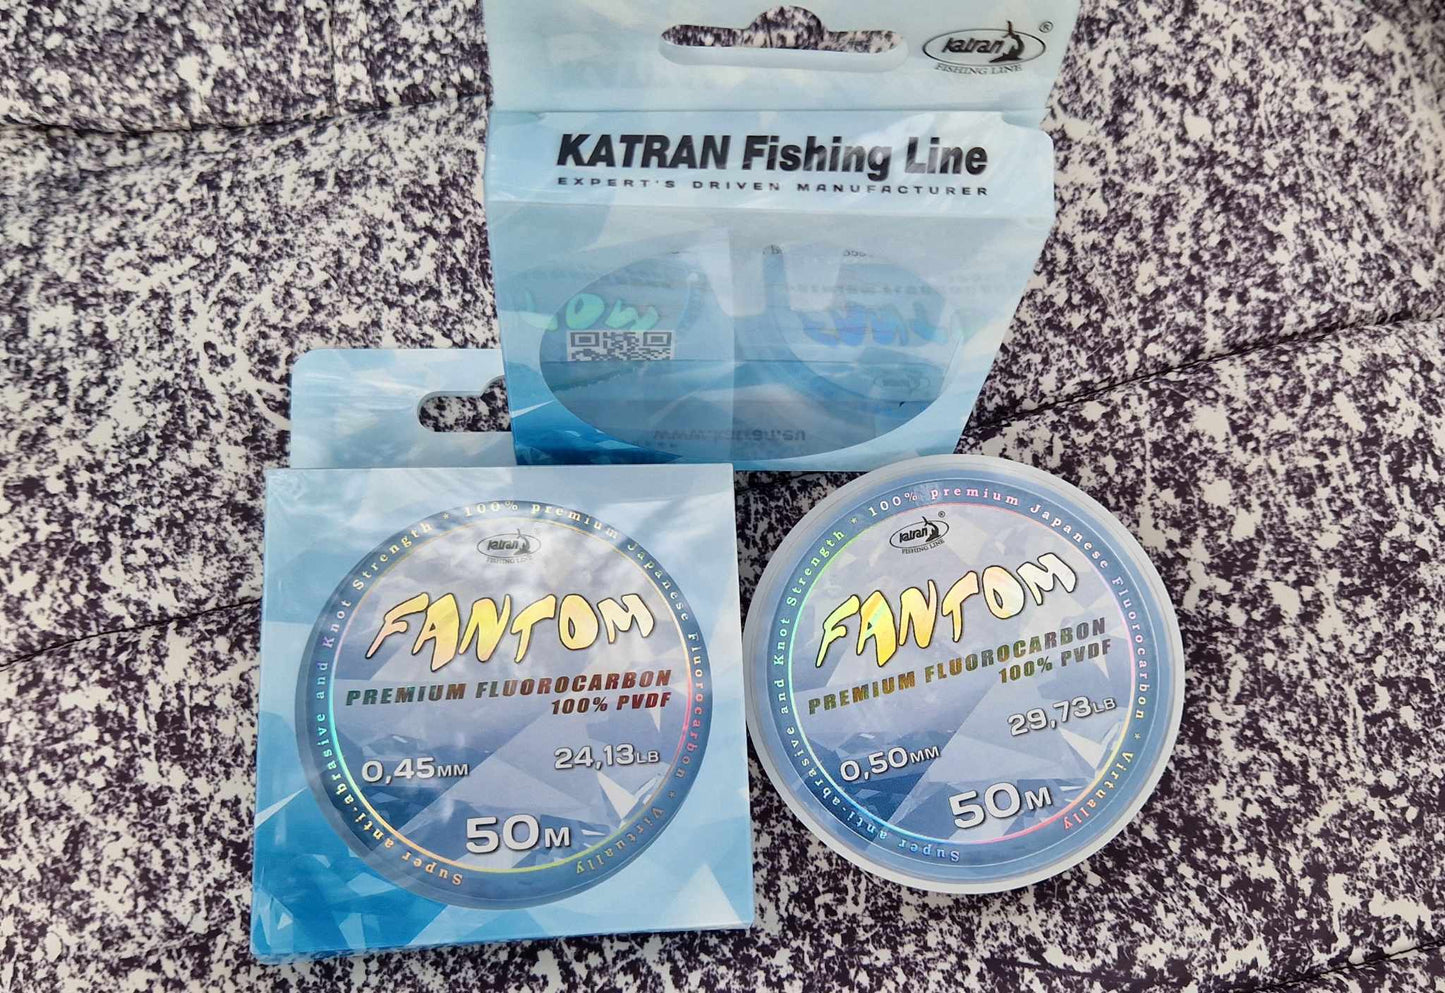 Katran ®
FISHING LINE
KATRAN Fishing Line
EXPERT'S DRIVEN MANUFACTURER
Super anti-abrasive and Knot Strength * 100% premium Japanese Fluorocarbon * Virtually
Katran ®
FISHING LINE
FANTOM
PREMIUM FLUOROCARBON
100% PVDF
0,45MM
24,13LB
50M
Super anti-abrasive and Knot Strength * 100% premium Japanese Fluorocarbon * Virtually
Katran ®
FISHING LINE
FANTOM
PREMIUM FLUOROCARBON
100% PVDF
0,50MM
29,73LB
50M